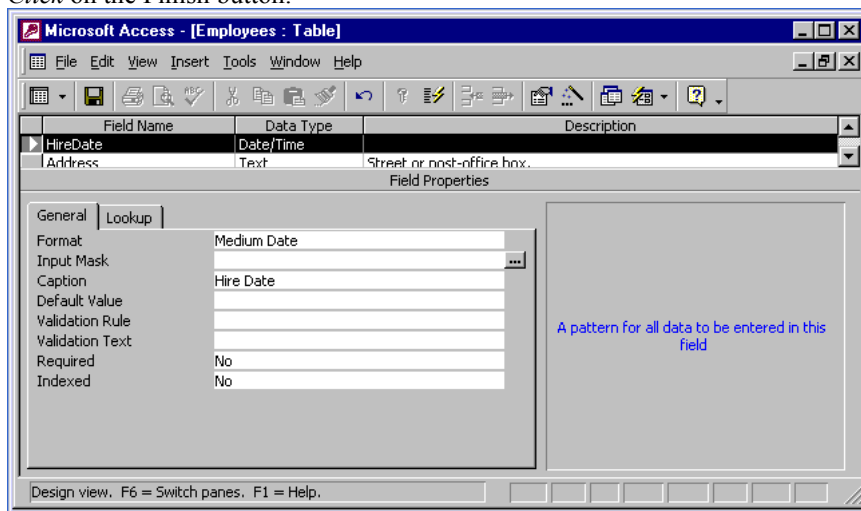 Click on the Finish button.
Microsoft Access - [Employees : Table]
File Edit View Insert Tools Window Help
Field Name Data Type Description
HireDate Date/Time
Address Text Street or post-office box.
Field Properties
General Lookup
Format Medium Date
Input Mask
Caption Hire Date
Default Value
Validation Rule
Validation Text
Required No
Indexed No
A pattern for all data to be entered in this
field
Design view. F6 = Switch panes. F1 = Help.